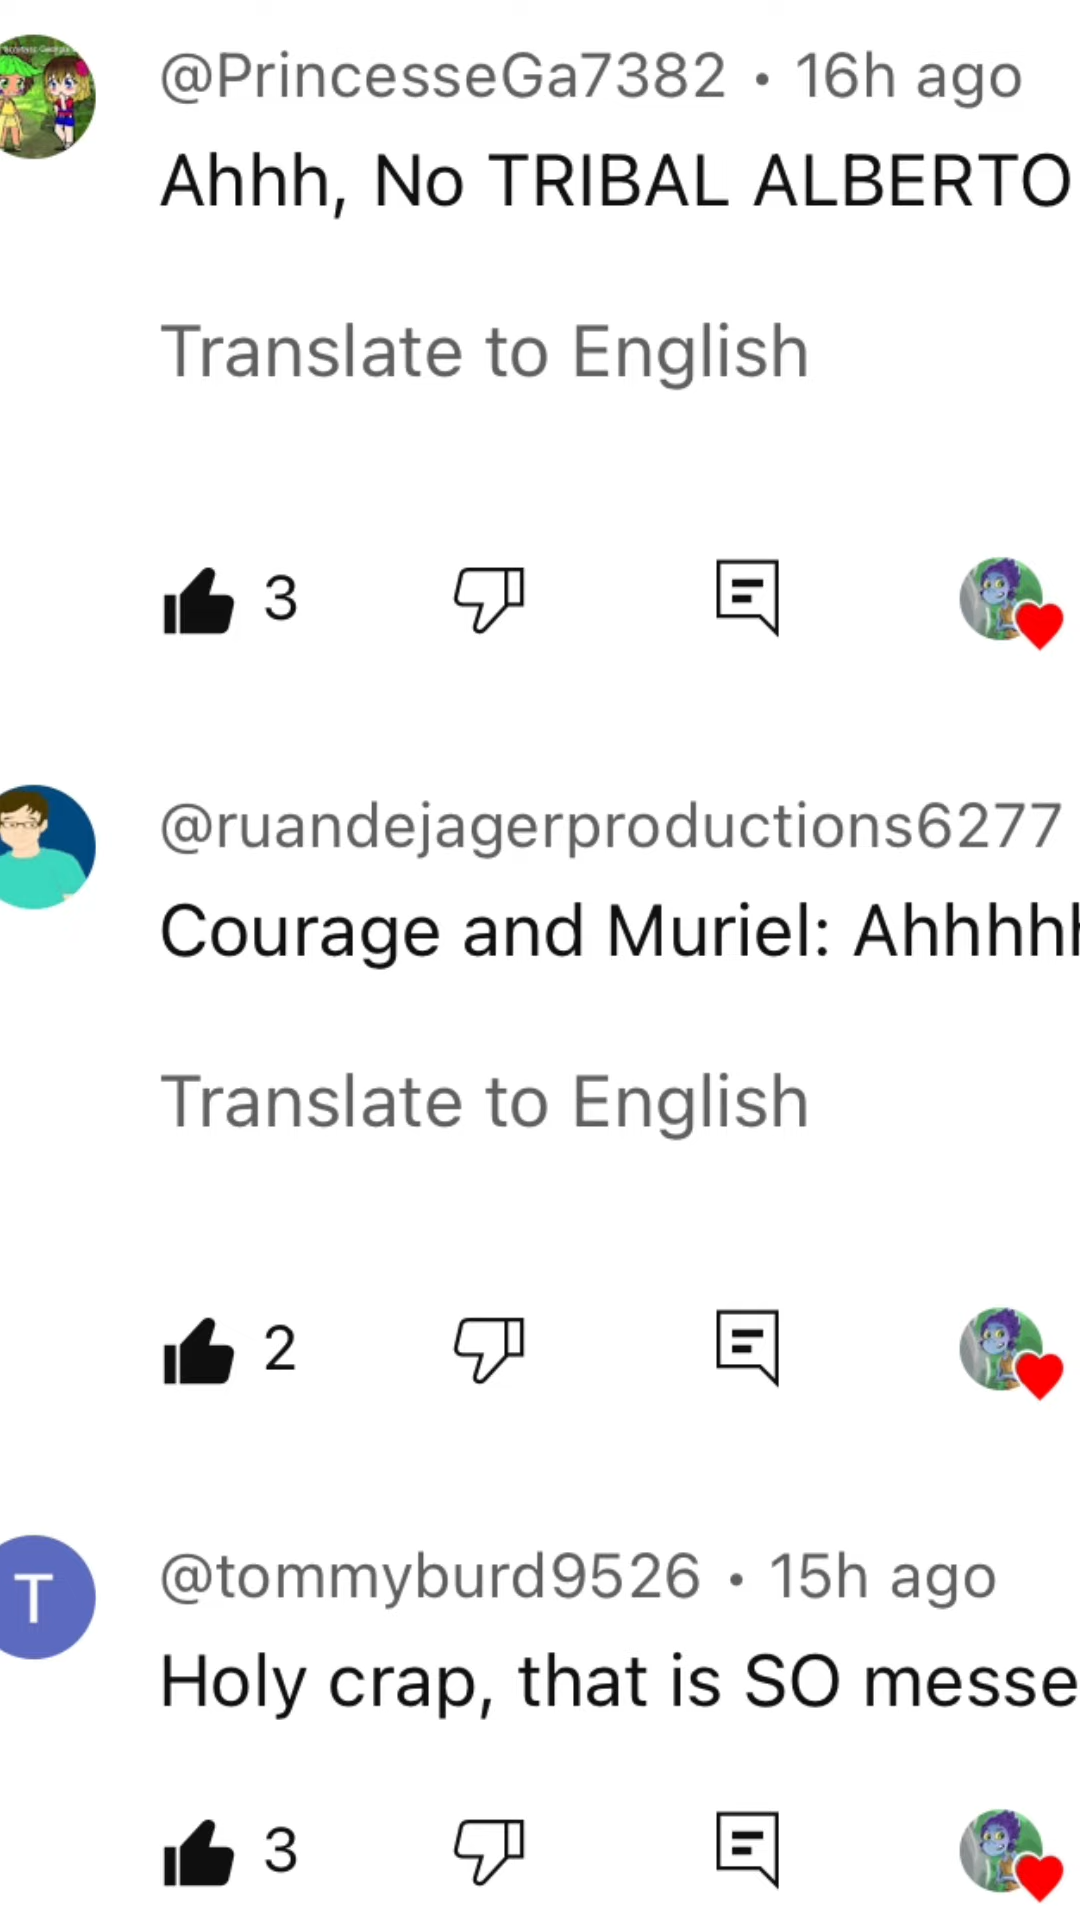 @PrincesseGa7382 • 16h ago
Ahhh, No TRIBAL ALBERTO
Translate to English
3
@ruandejagerproductions6277
Courage and Muriel: Ahhhhh
Translate to English
2
T
@tommyburd9526 • 15h ago
Holy crap, that is SO messe
3